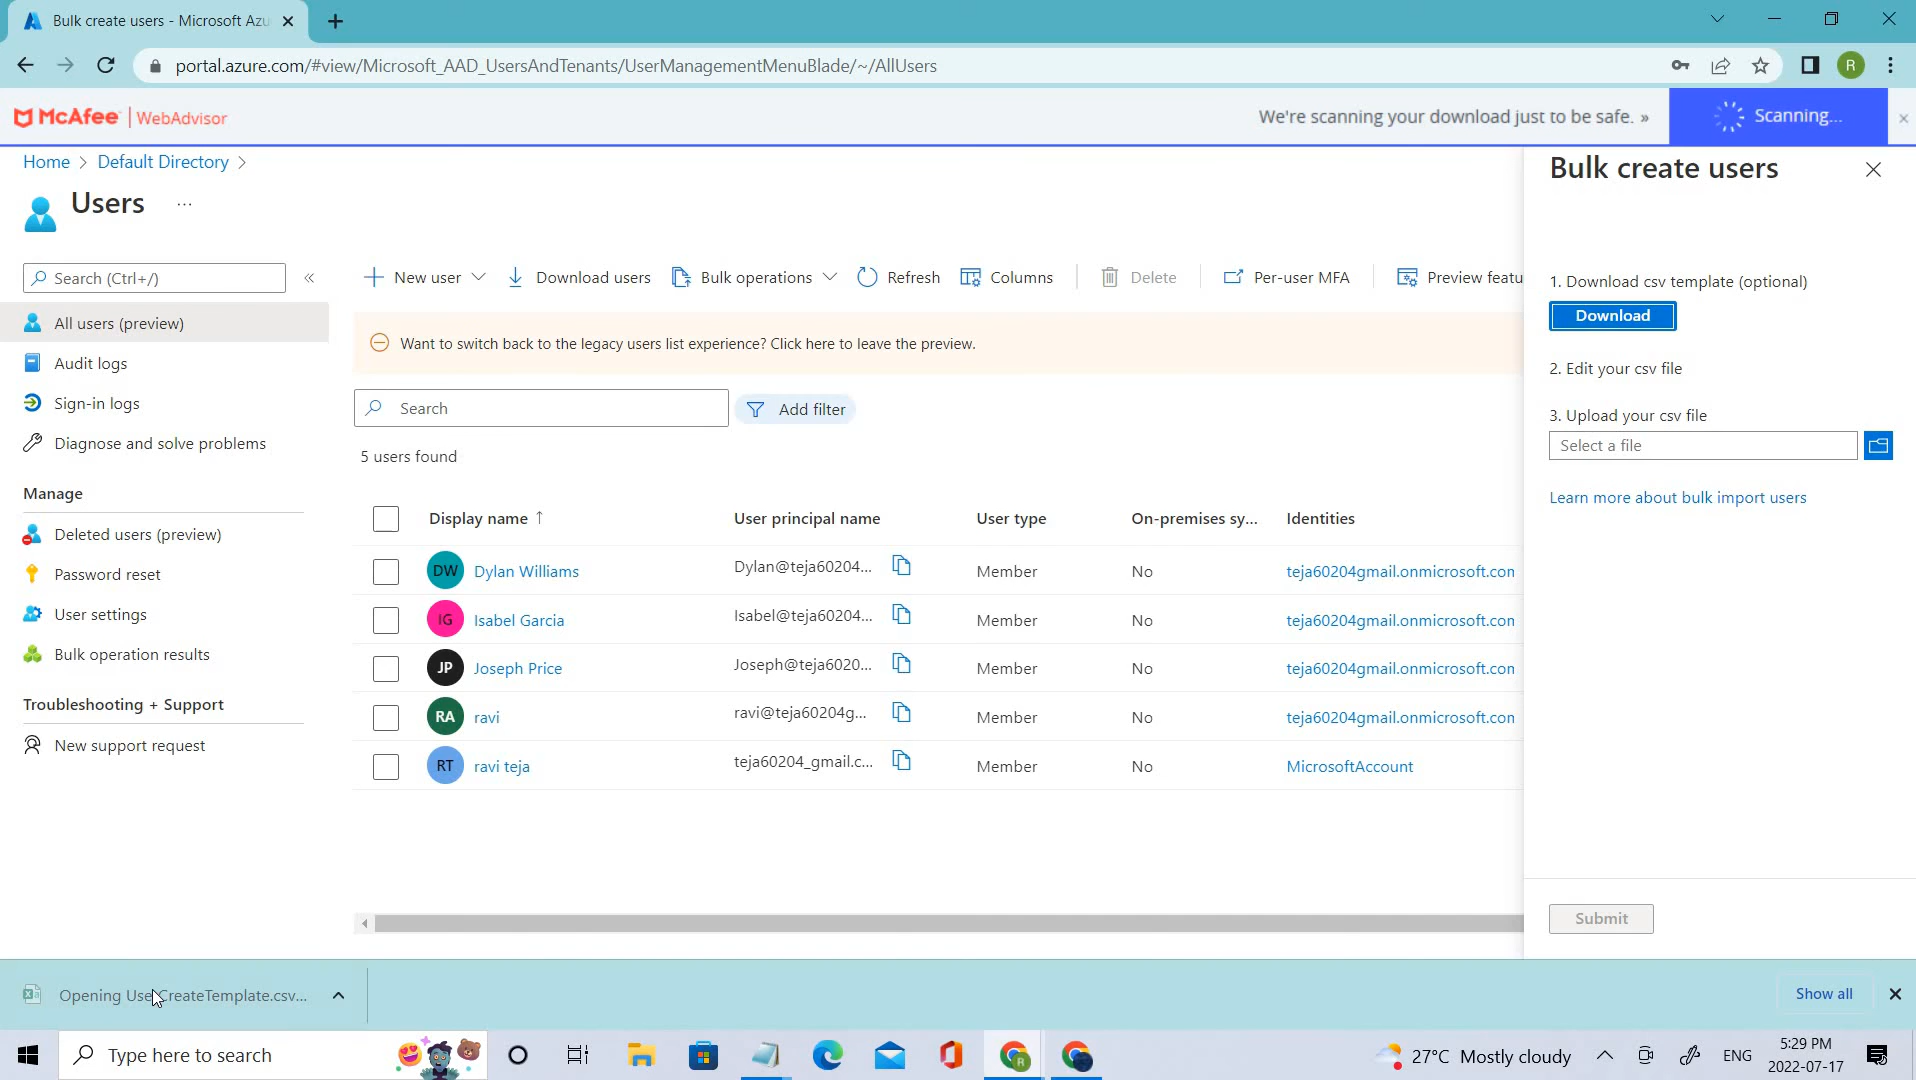 Bulk create users - Microsoft Azu
portal.azure.com/#view/Microsoft_AAD_UsersAndTenants/UserManagementMenuBlade/~/AllUsers
R
McAfee | WebAdvisor
We're scanning your download just to be safe. »
Scanning...
Home > Default Directory >
Users ...
Search (Ctrl+/)
«
All users (preview)
Audit logs
Sign-in logs
Diagnose and solve problems
Manage
Deleted users (preview)
Password reset
User settings
Bulk operation results
Troubleshooting + Support
New support request
New user
Download users
Bulk operations
Refresh
Columns
Delete
Per-user MFA
Preview featu
Want to switch back to the legacy users list experience? Click here to leave the preview.
Search
Add filter
5 users found
Display name ↑ User principal name User type On-premises sy... Identities
DW Dylan Williams Dylan@teja60204... Member No teja60204gmail.onmicrosoft.con
IG Isabel Garcia Isabel@teja60204... Member No teja60204gmail.onmicrosoft.con
JP Joseph Price Joseph@teja6020... Member No teja60204gmail.onmicrosoft.con
RA ravi ravi@teja60204g... Member No teja60204gmail.onmicrosoft.con
RT ravi teja teja60204_gmail.c... Member No MicrosoftAccount
Bulk create users
1. Download csv template (optional)
Download
2. Edit your csv file
3. Upload your csv file
Select a file
Learn more about bulk import users
Submit
Opening Use CreateTemplate.csv...
Show all
Type here to search
R
27°C Mostly cloudy
ENG
5:29 PM
2022-07-17